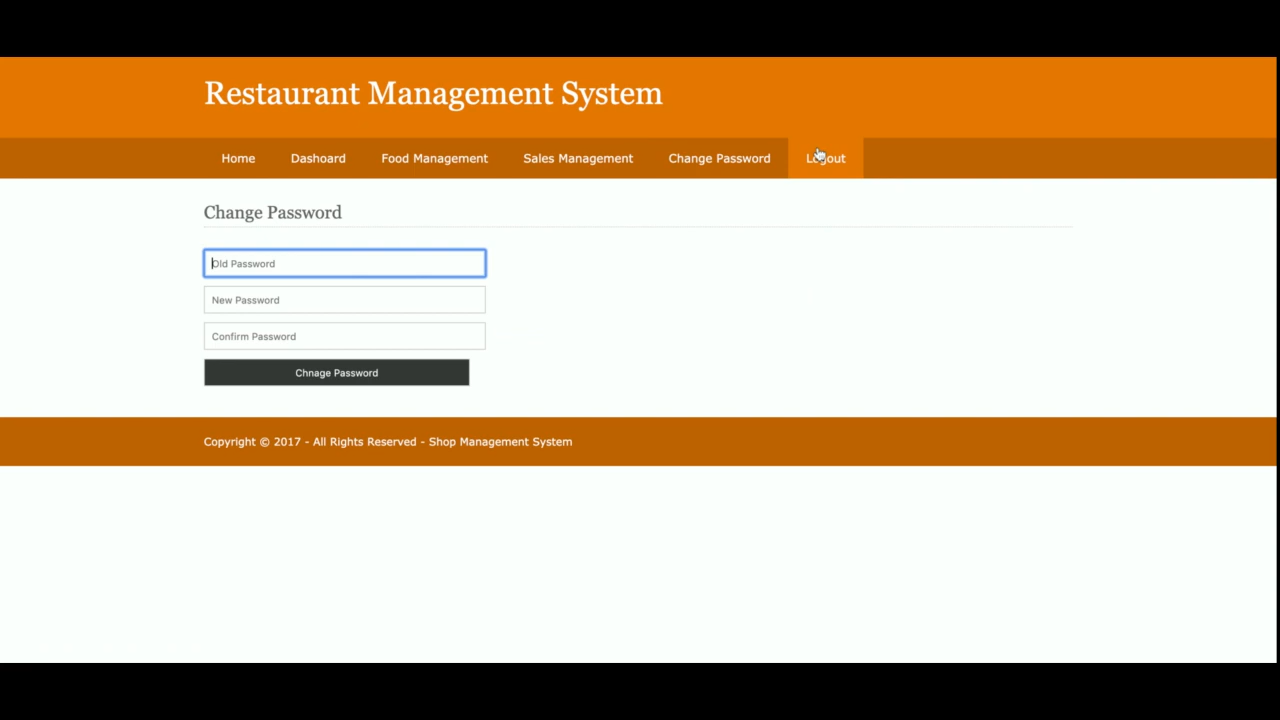 Restaurant Management System
Home Dashoard Food Management Sales Management Change Password Logout
Change Password
Old Password
New Password
Confirm Password
Chnage Password
Copyright © 2017 - All Rights Reserved - Shop Management System